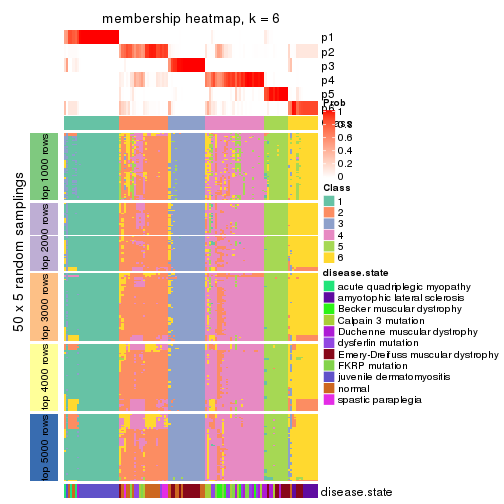 membership heatmap, k = 6
p1
p2
p3
p4
p5
Prob
1
0.8
0.6
0.4
0.2
0
Class
1
2
3
4
5
6
disease.state
acute quadriplegic myopathy
amyotophic lateral sclerosis
Becker muscular dystrophy
Calpain 3 mutation
Duchenne muscular dystrophy
dysferlin mutation
Emery-Dreifuss muscular dystrophy
FKRP mutation
juvenile dermatomyositis
normal
spastic paraplegia
50 x 5 random samplings
top 1000 rows
top 2000 rows
top 3000 rows
top 4000 rows
top 5000 rows
disease.state